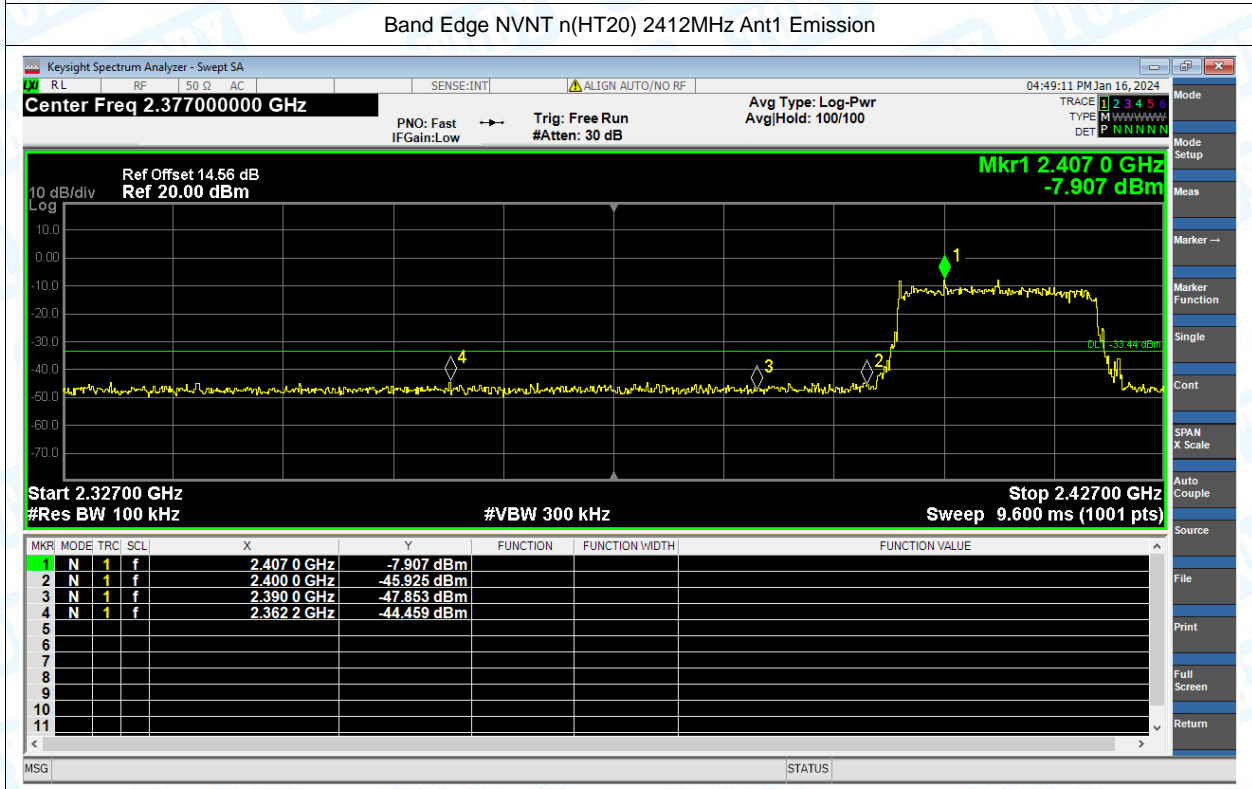 Band Edge NVNT n(HT20) 2412MHz Ant1 Emission
Keysight Spectrum Analyzer - Swept SA
LXI RL RF 50 Ω AC SENSE:INT ALIGN AUTO/NO RF 04:49:11 PM Jan 16, 2024
Center Freq 2.377000000 GHz
PNO: Fast
IFGain:Low
Trig: Free Run
#Atten: 30 dB
Avg Type: Log-Pwr
Avg|Hold: 100/100
TRACE 1 2 3 4 5 6
TYPE M WWWWW
DET P N N N N N
Ref Offset 14.56 dB
10 dB/div Ref 20.00 dBm
Log
Mkr1 2.407 0 GHz
-7.907 dBm
10.0
0.00
-10.0
-20.0
-30.0
-40.0
-50.0
-60.0
-70.0
1
2
3
4
DL1 -33.44 dBm
Start 2.32700 GHz
Stop 2.42700 GHz
#Res BW 100 kHz
#VBW 300 kHz
Sweep 9.600 ms (1001 pts)
MKR MODE TRC SCL X Y FUNCTION FUNCTION WIDTH FUNCTION VALUE
1 N 1 f 2.407 0 GHz -7.907 dBm
2 N 1 f 2.400 0 GHz -45.925 dBm
3 N 1 f 2.390 0 GHz -47.853 dBm
4 N 1 f 2.362 2 GHz -44.459 dBm
5
6
7
8
9
10
11
MSG
STATUS
Mode
Mode
Setup
Meas
Marker →
Marker
Function
Single
Cont
SPAN
X Scale
Auto
Couple
Source
File
Print
Full
Screen
Return